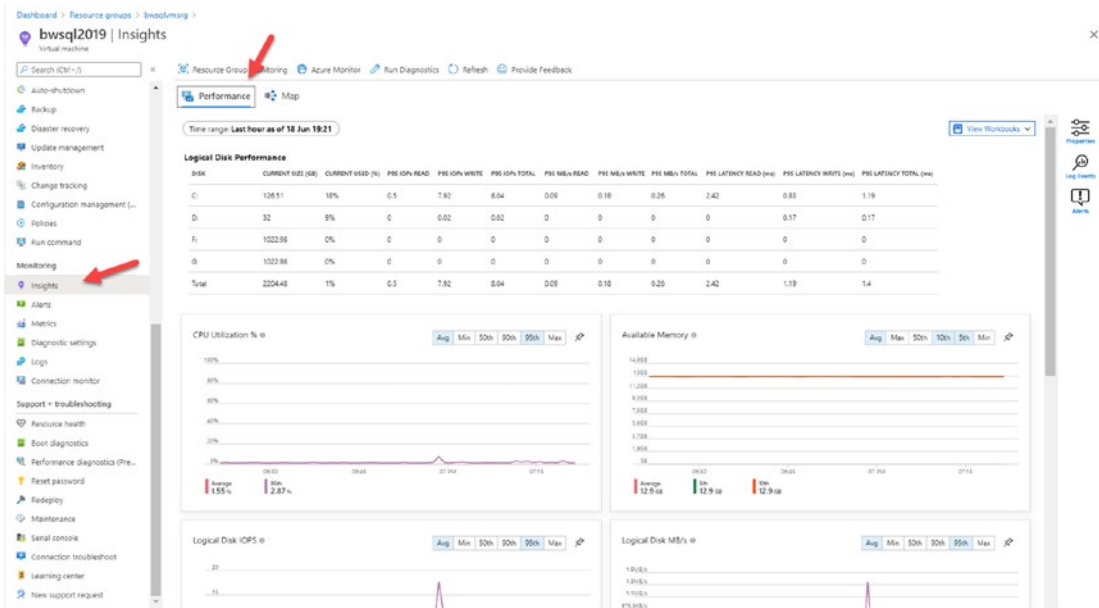 Dashboard > Resource groups > bwsqlvmsrg >
bwsql2019 | Insights
Virtual machine
Search (Ctrl+/)
Resource Group Monitoring Azure Monitor Run Diagnostics Refresh Provide Feedback
Auto-shutdown
Backup
Disaster recovery
Update management
Inventory
Change tracking
Configuration management (...
Policies
Run command
Monitoring
Insights
Alerts
Metrics
Diagnostic settings
Logs
Connection monitor
Support + troubleshooting
Resource health
Boot diagnostics
Performance diagnostics (Pre...
Reset password
Redeploy
Maintenance
Serial console
Connection troubleshoot
Learning center
New support request
Performance Map
Time range: Last hour as of 18 Jun 19:21
View Workbooks
Logical Disk Performance
DISK CURRENT SIZE (GB) CURRENT USED (%) P95 IOPs READ P95 IOPs WRITE P95 IOPs TOTAL P95 MB/s READ P95 MB/s WRITE P95 MB/s TOTAL P95 LATENCY READ (ms) P95 LATENCY WRITE (ms) P95 LATENCY TOTAL (ms)
C: 126.51 18% 0.5 7.92 8.04 0.09 0.18 0.26 2.42 0.83 1.19
D: 32 9% 0 0.02 0.02 0 0 0 0 0.17 0.17
F: 1022.98 0% 0 0 0 0 0 0 0 0 0
G: 1022.98 0% 0 0 0 0 0 0 0 0 0
Total 2204.48 1% 0.5 7.92 8.04 0.09 0.18 0.26 2.42 1.19 1.4
CPU Utilization %
Avg Min 50th 90th 95th Max
100%
80%
60%
40%
20%
0%
06:45
07 PM
07:15
Average
1.55 %
95th
2.87 %
Available Memory
Avg Max 50th 10th 5th Min
07 PM
07:15
Average
12.9 GB
5th
12.9 GB
10th
12.9 GB
Logical Disk IOPS
Avg Min 50th 90th 95th Max
20
15
Logical Disk MB/s
Avg Min 50th 90th 95th Max
Properties
Log Events
Alerts